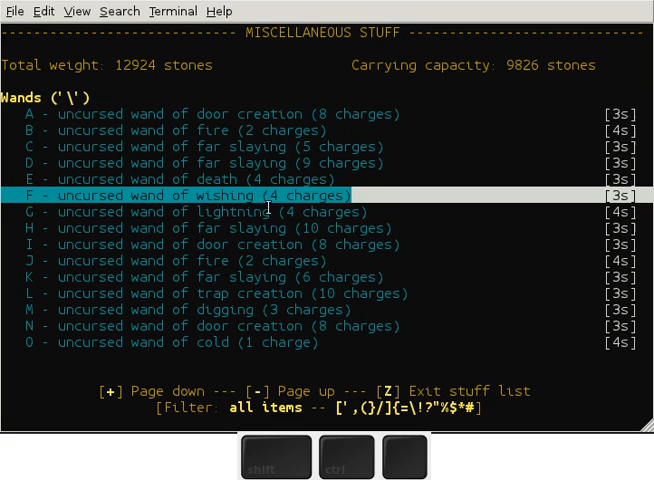 File Edit View Search Terminal Help
----------------------------- MISCELLANEOUS STUFF -----------------------------
Total weight: 12924 stones Carrying capacity: 9826 stones
Wands ('\')
A - uncursed wand of door creation (8 charges) [3s]
B - uncursed wand of fire (2 charges) [4s]
C - uncursed wand of far slaying (5 charges) [3s]
D - uncursed wand of far slaying (9 charges) [3s]
E - uncursed wand of death (4 charges) [3s]
F - uncursed wand of wishing (4 charges) [3s]
G - uncursed wand of lightning (4 charges) [4s]
H - uncursed wand of far slaying (10 charges) [3s]
I - uncursed wand of door creation (8 charges) [3s]
J - uncursed wand of fire (2 charges) [4s]
K - uncursed wand of far slaying (6 charges) [3s]
L - uncursed wand of trap creation (10 charges) [3s]
M - uncursed wand of digging (3 charges) [3s]
N - uncursed wand of door creation (8 charges) [3s]
O - uncursed wand of cold (1 charge) [4s]
[+] Page down --- [-] Page up --- [Z] Exit stuff list
[Filter: all items -- [',(}/]{=\!?"%$*#]
shift ctrl